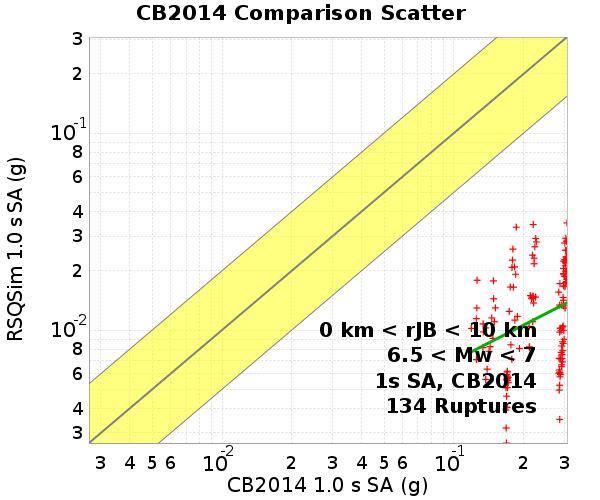 CB2014 Comparison Scatter
RSQSim 1.0 s SA (g)
3
2
10-1
8
6
4
3
2
10-2
8
6
4
3
0 km < rJB < 10 km
6.5 < Mw < 7
1s SA, CB2014
134 Ruptures
3 4 5 6 10-2 2 3 4 5 6 8 10-1 2 3
CB2014 1.0 s SA (g)